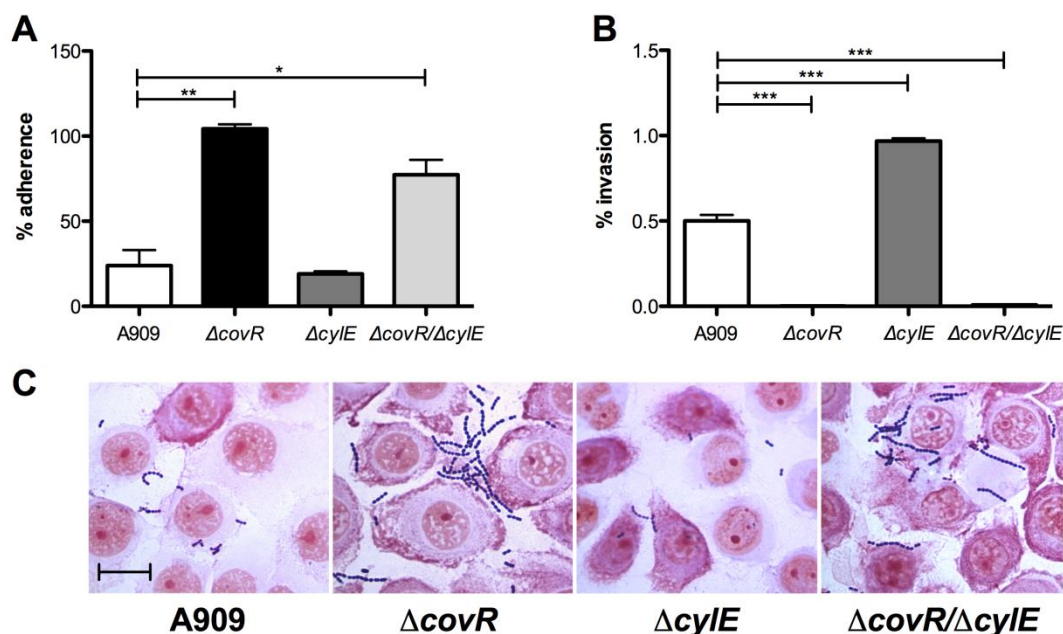 A
% adherence
150
100
50
0
*
**
A909
ΔcovR
ΔcylE
ΔcovR/ΔcylE
B
% invasion
1.5
1.0
0.5
0.0
***
***
***
A909
ΔcovR
ΔcylE
ΔcovR/ΔcylE
C
A909
ΔcovR
ΔcylE
ΔcovR/ΔcylE